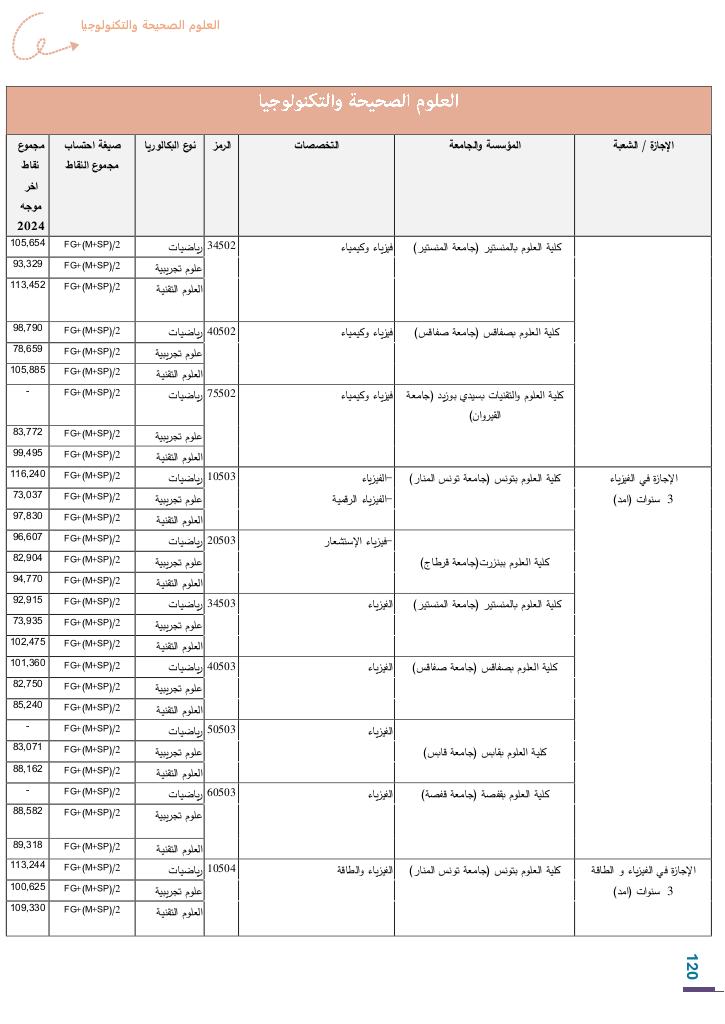 العلوم الصحيحة والتكنولوجيا
العلوم الصحيحة والتكنولوجيا
الإجازة / الشعبة المؤسسة والجامعة التخصصات الرمز نوع البكالوريا صيغة احتساب مجموع النقاط مجموع نقاط اخر موجه 2024
كلية العلوم بالمنستير (جامعة المنستير) فيزياء وكيمياء 34502 رياضيات FG+(M+SP)/2 105,654
علوم تجريبية FG+(M+SP)/2 93,329
العلوم التقنية FG+(M+SP)/2 113,452
كلية العلوم بصفاقس (جامعة صفاقس) فيزياء وكيمياء 40502 رياضيات FG+(M+SP)/2 98,790
علوم تجريبية FG+(M+SP)/2 78,659
العلوم التقنية FG+(M+SP)/2 105,885
كلية العلوم والتقنيات بسيدي بوزيد (جامعة فيزياء وكيمياء 75502 رياضيات FG+(M+SP)/2 -
القيروان)
علوم تجريبية FG+(M+SP)/2 83,772
العلوم التقنية FG+(M+SP)/2 99,495
الإجازة في الفيزياء كلية العلوم بتونس (جامعة تونس المنار) –الفيزياء 10503 رياضيات FG+(M+SP)/2 116,240
3 سنوات (امد) –الفيزياء الرقمية علوم تجريبية FG+(M+SP)/2 73,037
العلوم التقنية FG+(M+SP)/2 97,830
–فيزياء الإستشعار 20503 رياضيات FG+(M+SP)/2 96,607
كلية العلوم ببنزرت(جامعة قرطاج) علوم تجريبية FG+(M+SP)/2 82,904
العلوم التقنية FG+(M+SP)/2 94,770
كلية العلوم بالمنستير (جامعة المنستير) الفيزياء 34503 رياضيات FG+(M+SP)/2 92,915
علوم تجريبية FG+(M+SP)/2 73,935
العلوم التقنية FG+(M+SP)/2 102,475
كلية العلوم بصفاقس (جامعة صفاقس) الفيزياء 40503 رياضيات FG+(M+SP)/2 101,360
علوم تجريبية FG+(M+SP)/2 82,750
العلوم التقنية FG+(M+SP)/2 85,240
الفيزياء 50503 رياضيات FG+(M+SP)/2 -
كلية العلوم بقابس (جامعة قابس) علوم تجريبية FG+(M+SP)/2 83,071
العلوم التقنية FG+(M+SP)/2 88,162
كلية العلوم بقفصة (جامعة قفصة) الفيزياء 60503 رياضيات FG+(M+SP)/2 -
علوم تجريبية FG+(M+SP)/2 88,582
العلوم التقنية FG+(M+SP)/2 89,318
الإجازة في الفيزياء و الطاقة كلية العلوم بتونس (جامعة تونس المنار) الفيزياء والطاقة 10504 رياضيات FG+(M+SP)/2 113,244
3 سنوات (امد) علوم تجريبية FG+(M+SP)/2 100,625
العلوم التقنية FG+(M+SP)/2 109,330
120